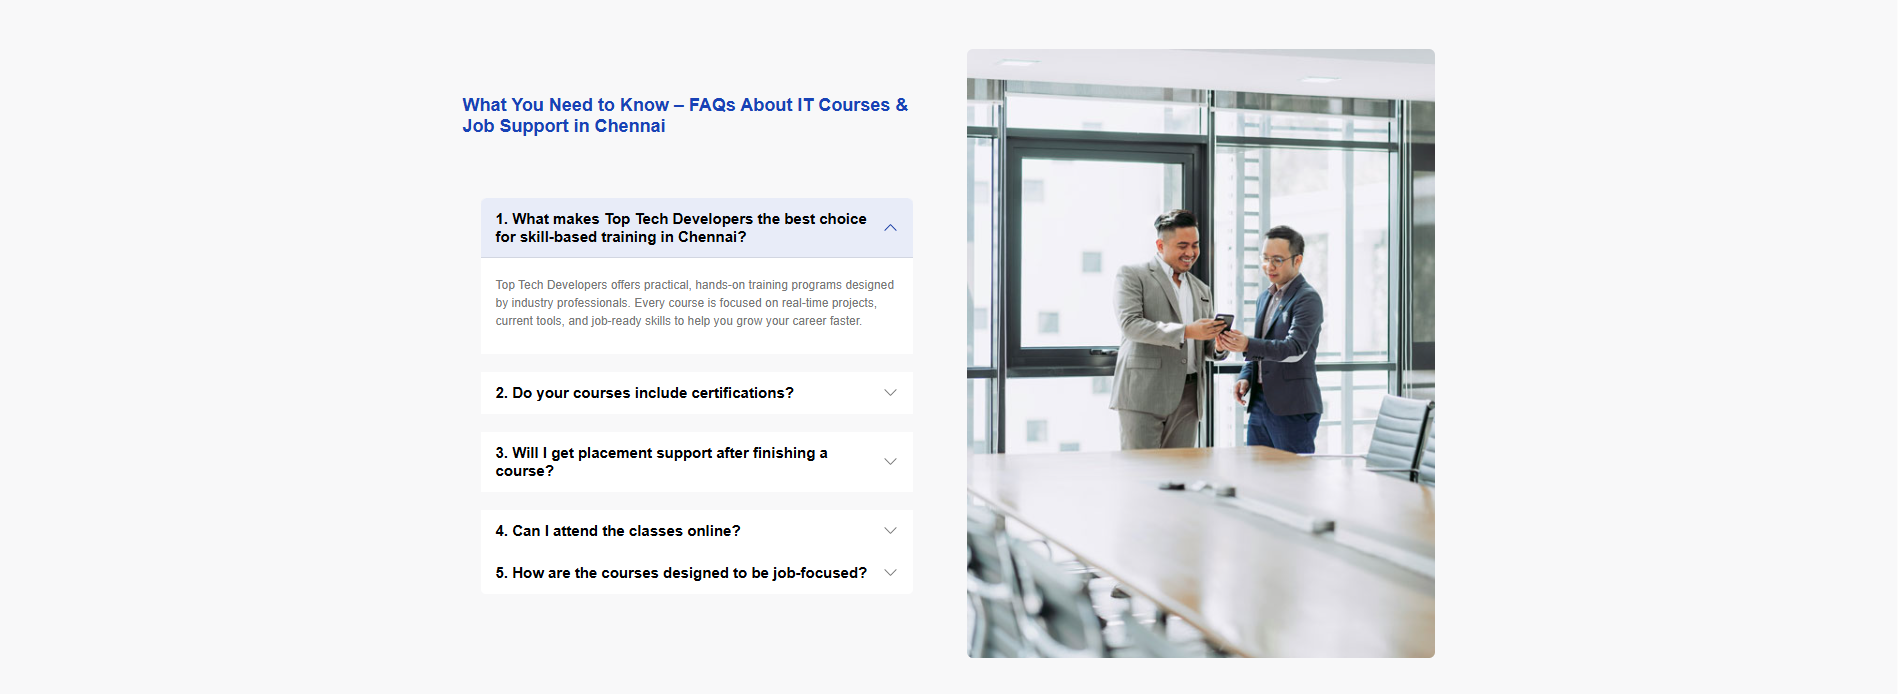 What You Need to Know – FAQs About IT Courses &
Job Support in Chennai
1. What makes Top Tech Developers the best choice
for skill-based training in Chennai?
Top Tech Developers offers practical, hands-on training programs designed
by industry professionals. Every course is focused on real-time projects,
current tools, and job-ready skills to help you grow your career faster.
2. Do your courses include certifications?
3. Will I get placement support after finishing a
course?
4. Can I attend the classes online?
5. How are the courses designed to be job-focused?